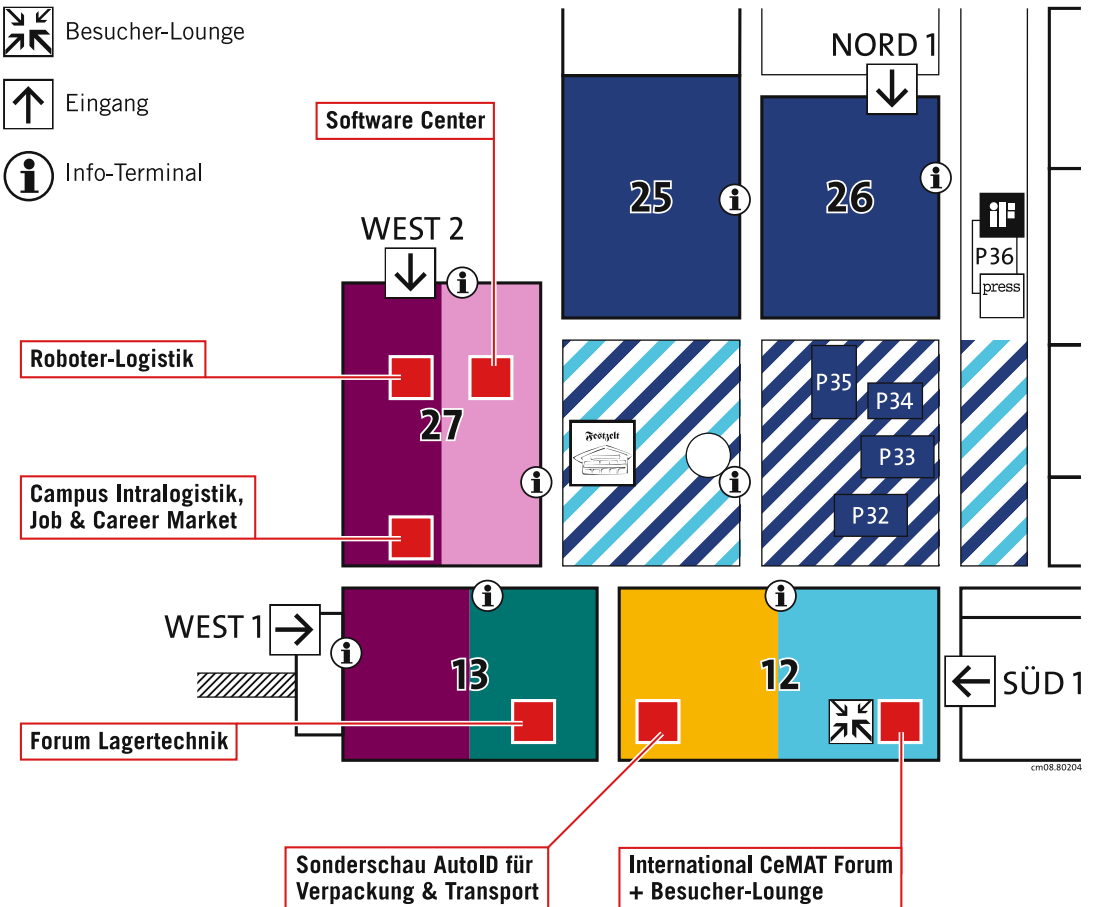 Besucher-Lounge
Eingang
Info-Terminal
Software Center
NORD 1
25
26
WEST 2
iF
P36
press
Roboter-Logistik
27
P35
P34
Festzelt
P33
Campus Intralogistik,
Job & Career Market
P32
WEST 1
13
12
SÜD 1
Forum Lagertechnik
cm08.80204
Sonderschau AutoID für
Verpackung & Transport
International CeMAT Forum
+ Besucher-Lounge